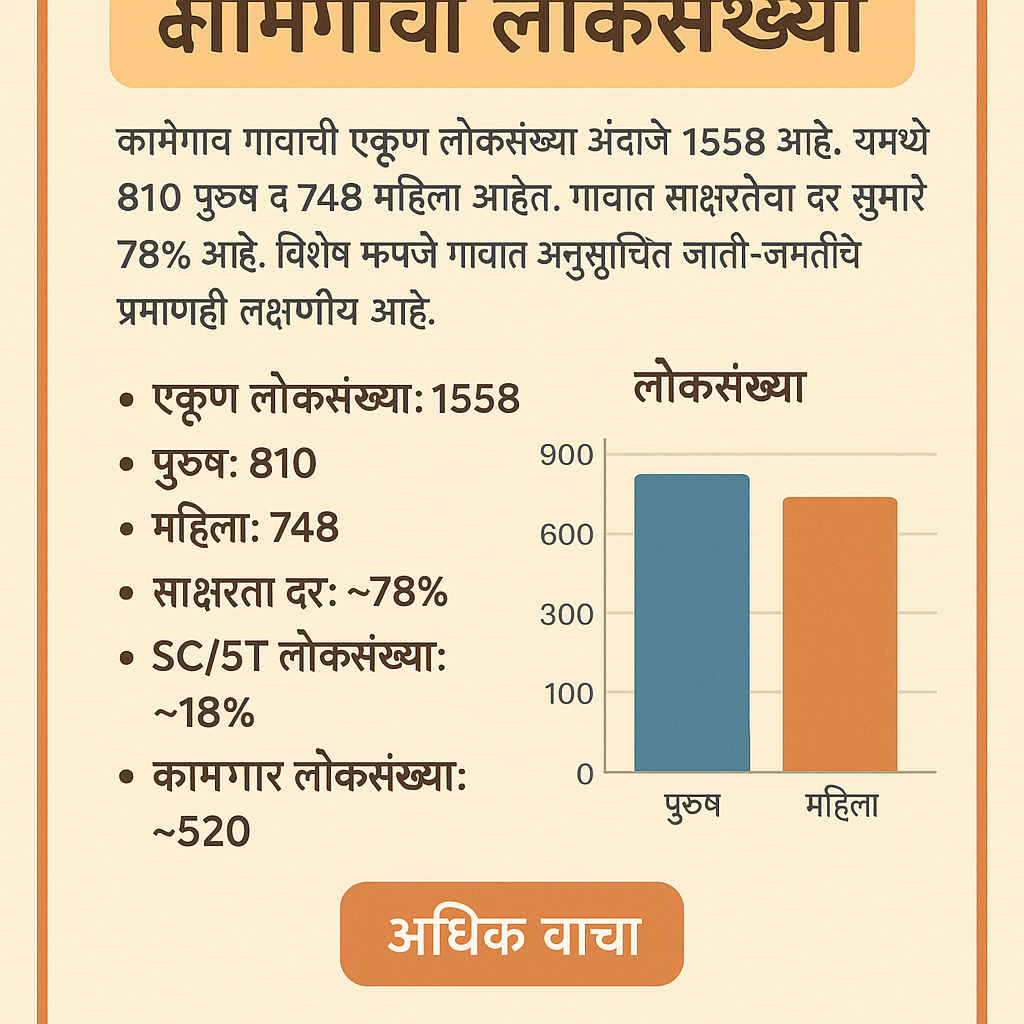 कामगावा लोकसंख्या
कामेगाव गावाची एकूण लोकसंख्या अंदाजे 1558 आहे. यमथ्ये
810 पुरुष द 748 महिला आहेत. गावात साक्षरतेवा दर सुमारे
78% आहे. विशेष म्पजे गावात अनुसुाचित जाती-जमतीचे
प्रमाणही लक्षणीय आहे.
• एकूण लोकसंख्या: 1558
• पुरुष: 810
• महिला: 748
• साक्षरता दर: ~78%
• SC/5T लोकसंख्या:
~18%
• कामगार लोकसंख्या:
~520
लोकसंख्या
900
600
300
100
0
पुरुष
महिला
अधिक वाचा